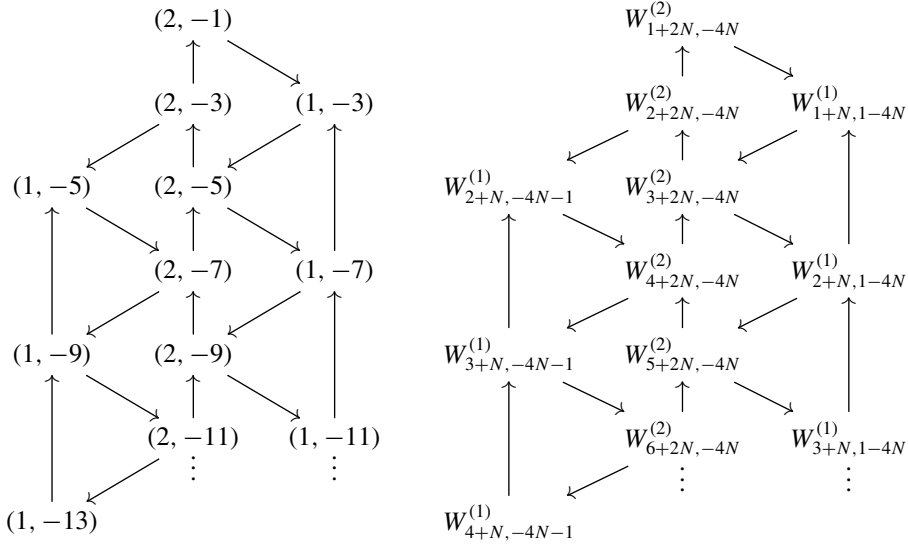 (2, −1) W^{(2)}_{1+2N,−4N}
(2, −3) (1, −3) W^{(2)}_{2+2N,−4N} W^{(1)}_{1+N,1−4N}
(1, −5) (2, −5) W^{(1)}_{2+N,−4N−1} W^{(2)}_{3+2N,−4N}
(2, −7) (1, −7) W^{(2)}_{4+2N,−4N} W^{(1)}_{2+N,1−4N}
(1, −9) (2, −9) W^{(1)}_{3+N,−4N−1} W^{(2)}_{5+2N,−4N}
(2, −11) (1, −11) W^{(2)}_{6+2N,−4N} W^{(1)}_{3+N,1−4N}
⋮ ⋮ ⋮ ⋮
(1, −13) W^{(1)}_{4+N,−4N−1}